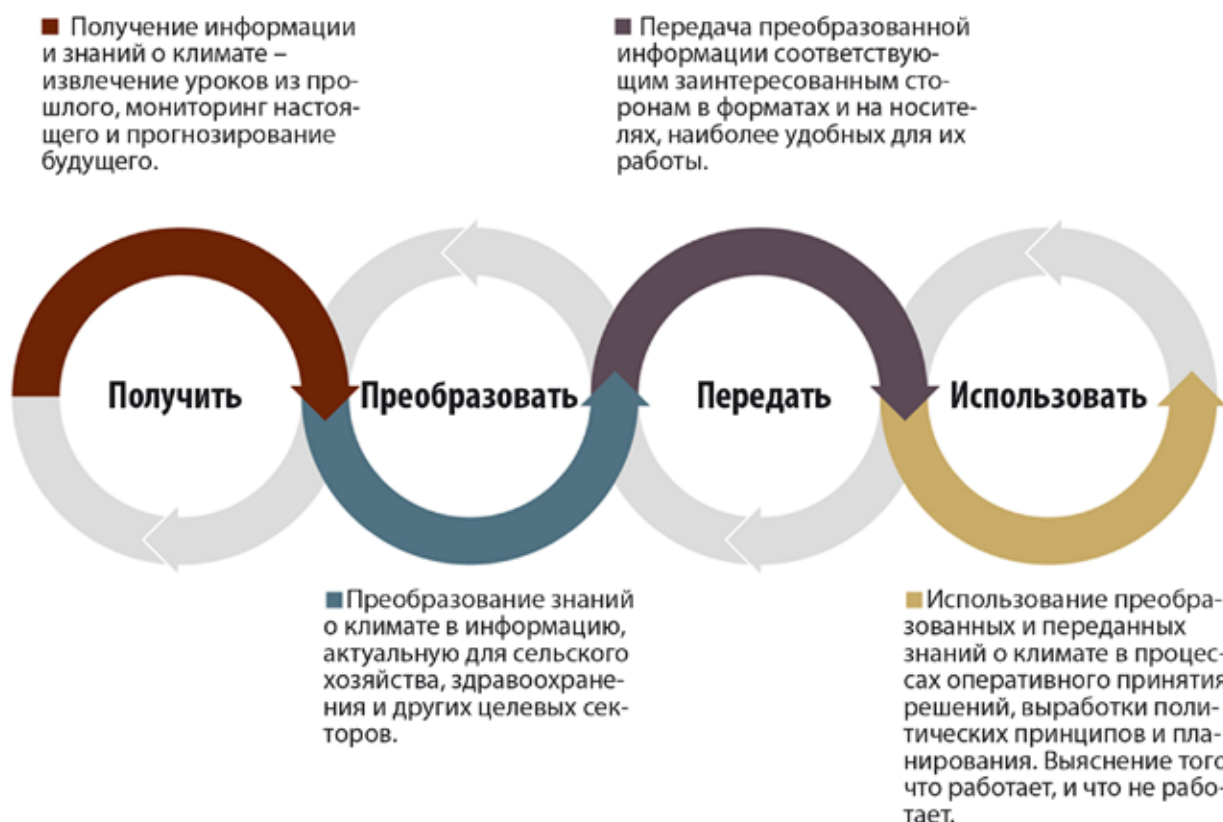 Получение информации
и знаний о климате –
извлечение уроков из про-
шлого, мониторинг настоя-
щего и прогнозирование
будущего.
Передача преобразованной
информации соответствую-
щим заинтересованным сто-
ронам в форматах и на носите-
лях, наиболее удобных для их
работы.
Получить
Преобразовать
Передать
Использовать
Преобразование знаний
о климате в информацию,
актуальную для сельского
хозяйства, здравоохране-
ния и других целевых сек-
торов.
Использование преобра-
зованных и переданных
знаний о климате в процес-
сах оперативного принятия
решений, выработки поли-
тических принципов и пла-
нирования. Выяснение того
что работает, и что не рабо-
тает.